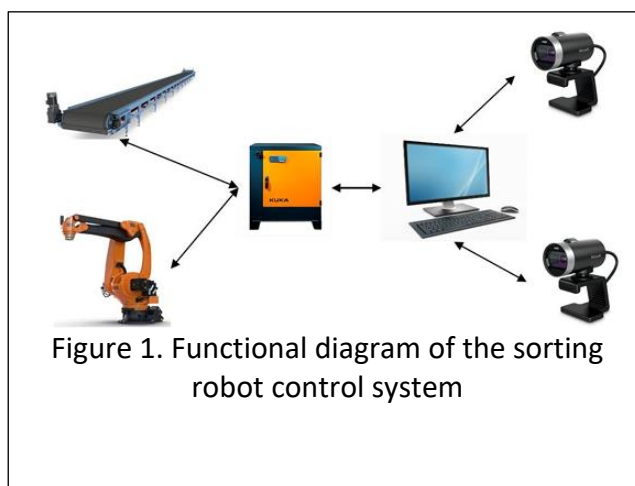 KUKA
Figure 1. Functional diagram of the sorting
robot control system